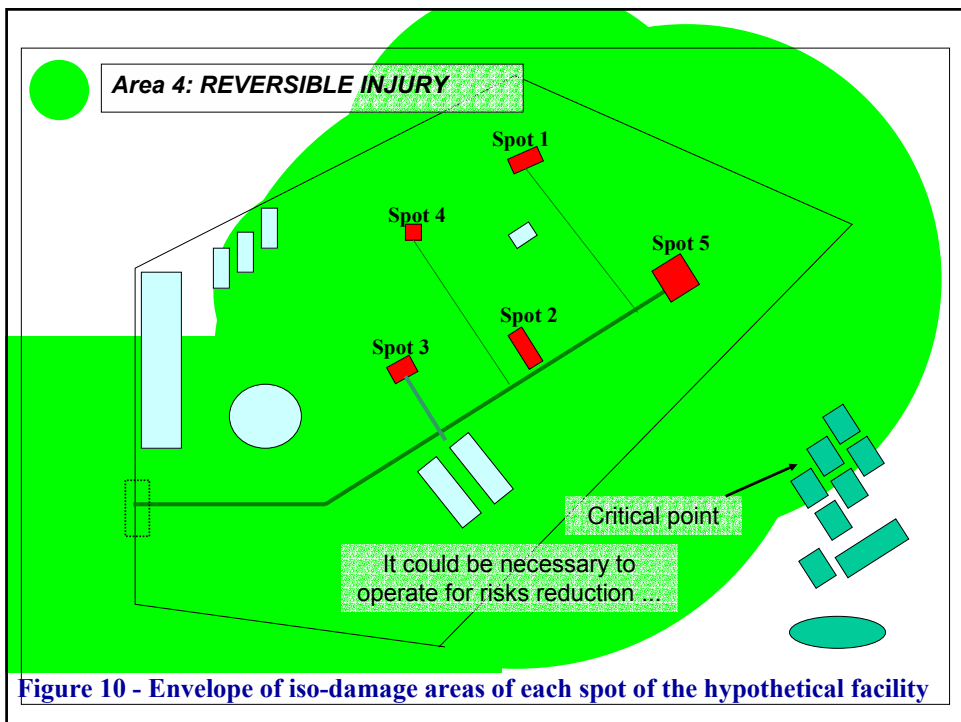 Area 4: REVERSIBLE INJURY
Spot 1
Spot 4
Spot 5
Spot 2
Spot 3
Critical point
It could be necessary to
operate for risks reduction ...
Figure 10 - Envelope of iso-damage areas of each spot of the hypothetical facility